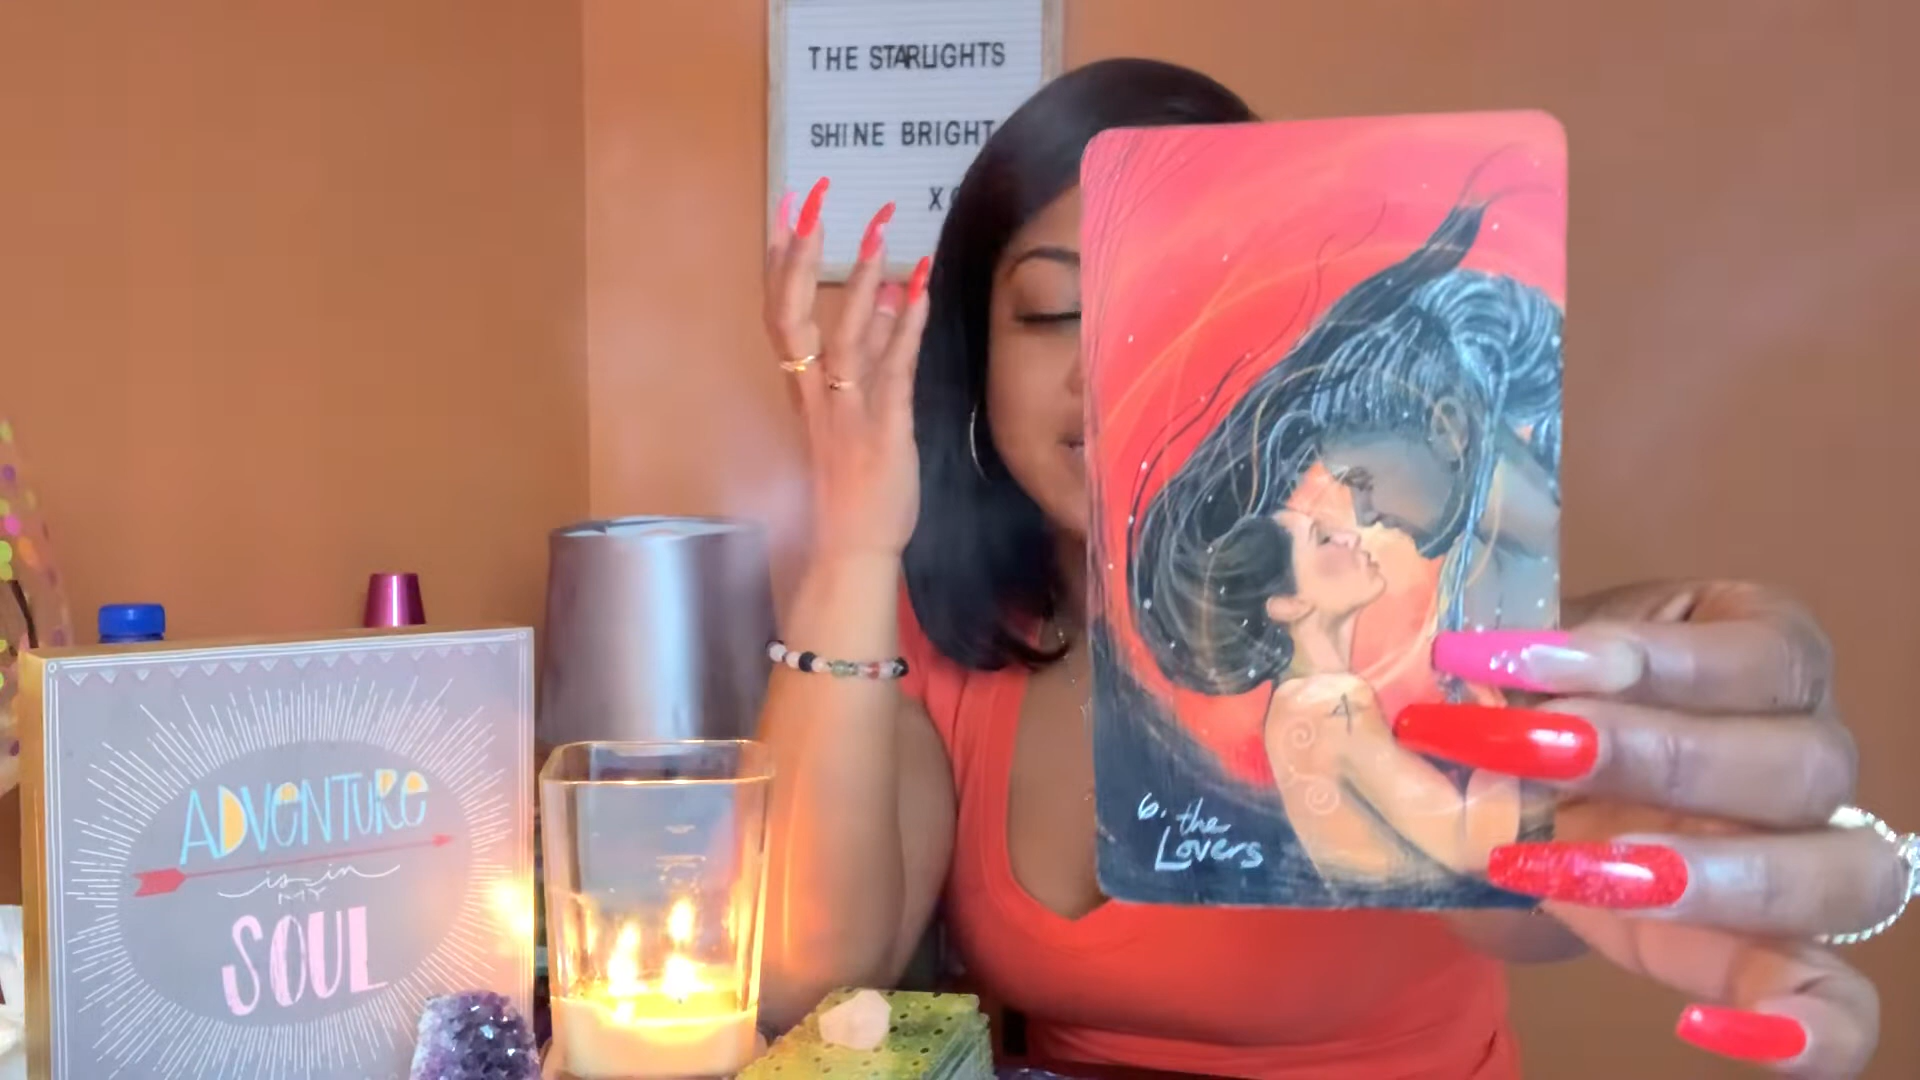 THE STARLIGHTS
SHINE BRIGHT
X
6. the
Lovers
ADVENTURE
is in
MY
SOUL